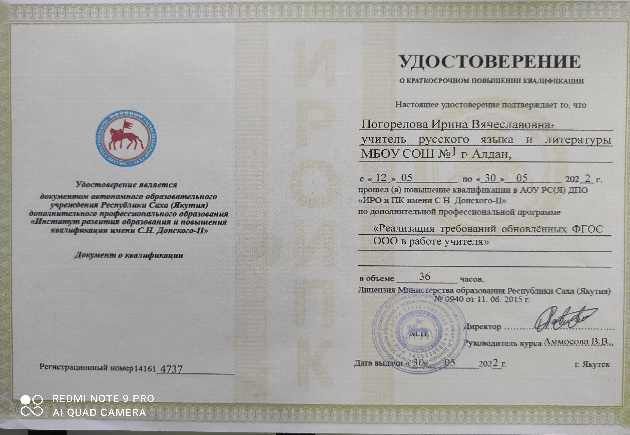 Удостоверение является
документом автономного образовательного
учреждения Республики Саха (Якутия)
дополнительного профессионального образования
«Институт развития образования и повышения
квалификации имени С.Н. Донского-II»
Документ о квалификации
Регистрационный номер14161 4737
УДОСТОВЕРЕНИЕ
О КРАТКОСРОЧНОМ ПОВЫШЕНИИ КВАЛИФИКАЦИИ
Настоящее удостоверение подтверждает то, что
Погорелова Ирина Вячеславовна-
учитель русского языка и литературы
МБОУ СОШ №1 г Алдан,
с « 12 » 05 по « 30 » 05 2022 г.
прошел (а) повышение квалификации в АОУ РС(Я) ДПО
«ИРО и ПК имени С.Н. Донского-II»
по дополнительной профессиональной программе
«Реализация требований обновлённых ФГОС
ООО в работе учителя»
в объеме 36 часов.
Лицензия Министерства образования Республики Саха (Якутия)
№ 0940 от 11. 06. 2015 г.
Директор
М.П.
Руководитель курса Аммосова В.В.,
Дата выдачи «30» 05 2022 г. г. Якутск
ИРО И ПК
REDMI NOTE 9 PRO
AI QUAD CAMERA